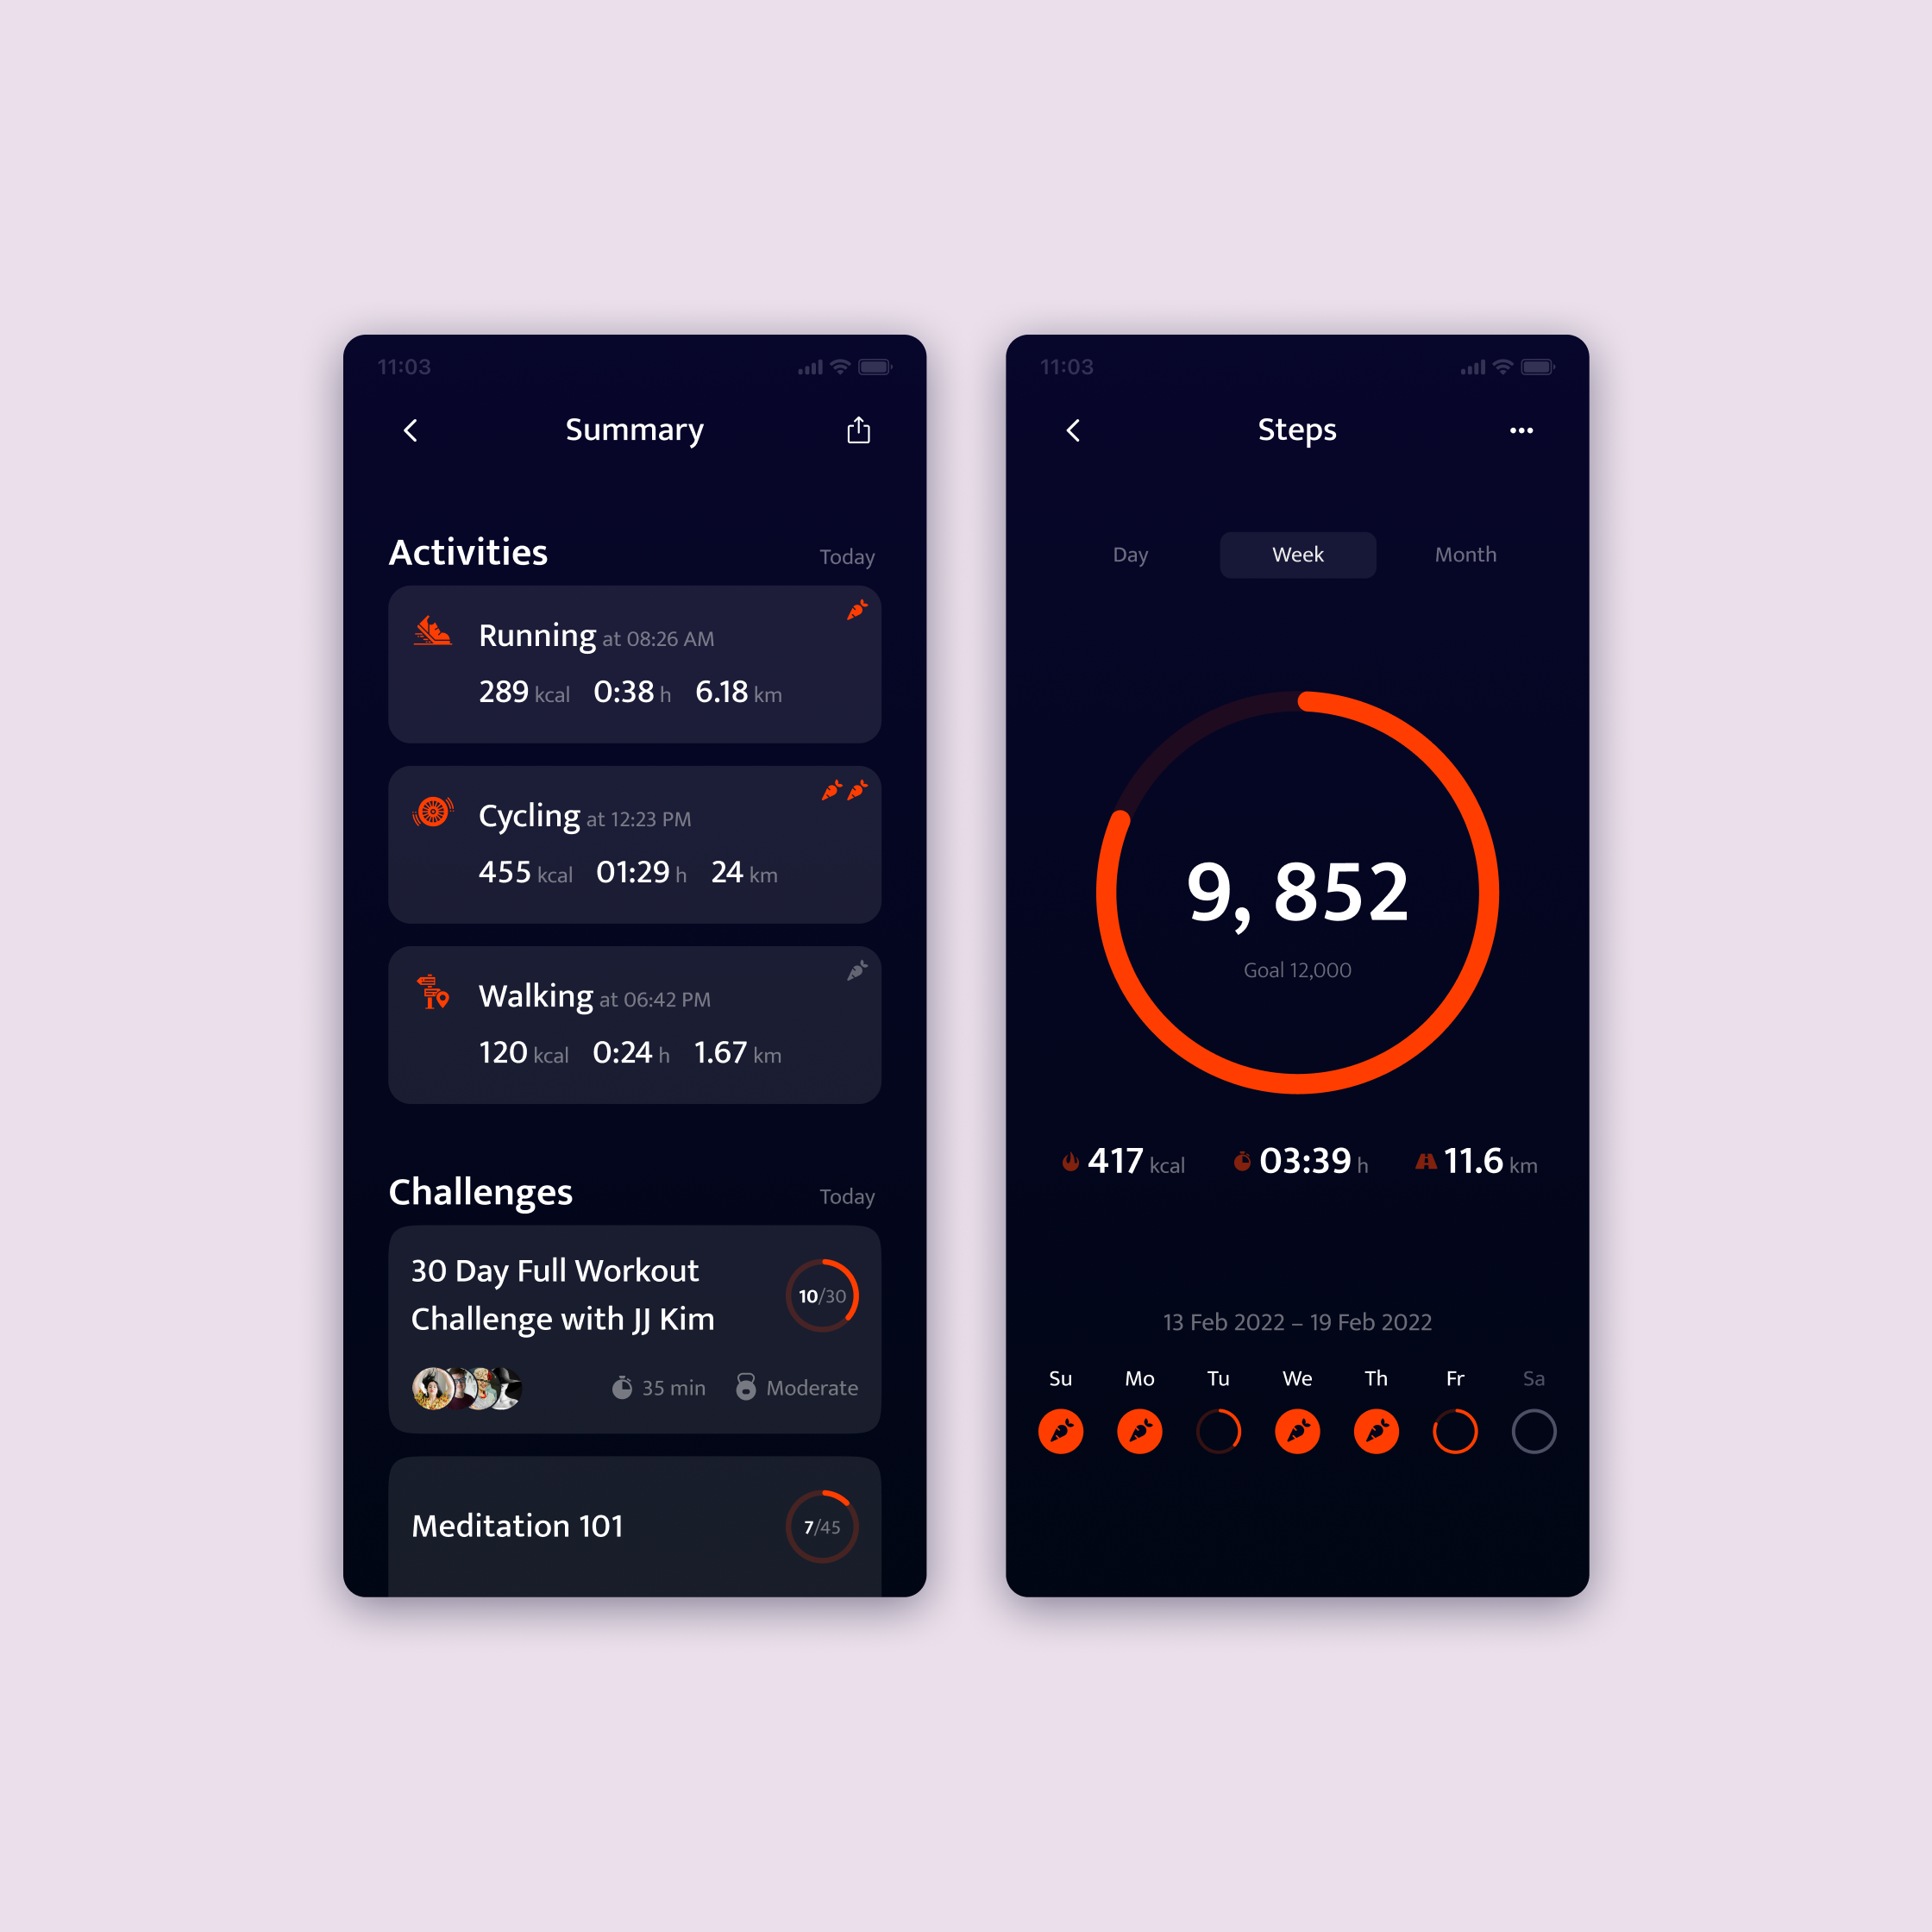 11:03
Summary
Activities
Today
Running at 08:26 AM
289 kcal 0:38 h 6.18 km
Cycling at 12:23 PM
455 kcal 01:29 h 24 km
Walking at 06:42 PM
120 kcal 0:24 h 1.67 km
Challenges
Today
30 Day Full Workout
Challenge with JJ Kim
10/30
35 min
Moderate
Meditation 101
7/45
11:03
Steps
Day
Week
Month
9, 852
Goal 12,000
417 kcal
03:39 h
11.6 km
13 Feb 2022 – 19 Feb 2022
Su Mo Tu We Th Fr Sa